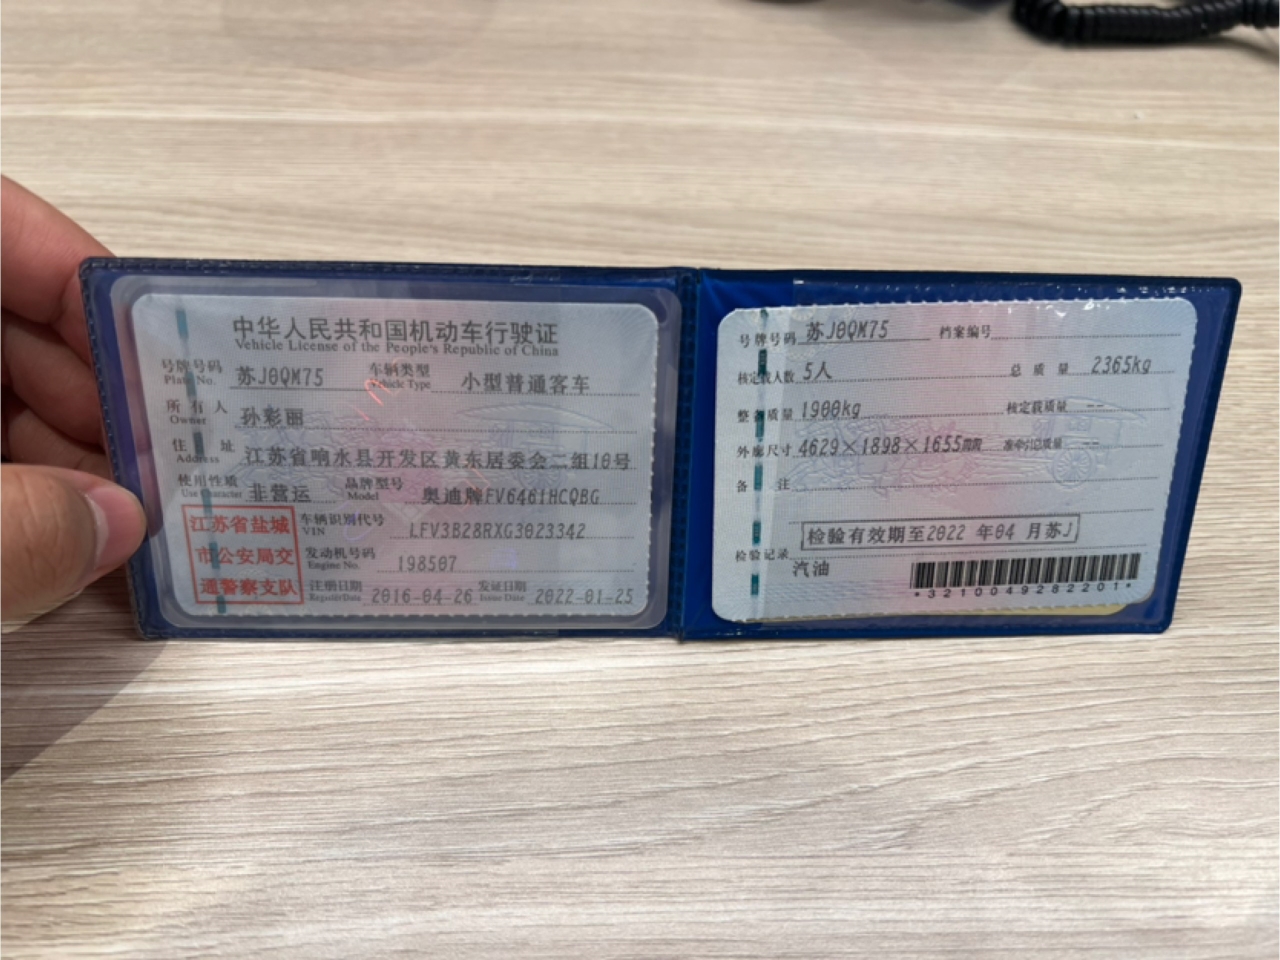 中华人民共和国机动车行驶证
Vehicle License of the People's Republic of China
号牌号码 苏J0QM75 车辆类型 小型普通客车
Plate No. Vehicle Type
所有人 孙彩丽
Owner
住址 江苏省响水县开发区黄东居委会二组10号
Address
使用性质 非营运 品牌型号 奥迪牌FV6461HCQBG
Use Character Model
江苏省盐城
市公安局交
通警察支队
车辆识别代号 LFV3B28RXG3023342
VIN
发动机号码 198507
Engine No.
注册日期 2016-04-26 发证日期 2022-01-25
Register Date Issue Date
号牌号码 苏J0QM75 档案编号
核定载人数 5人 总质量 2365kg
整备质量 1900kg 核定载质量 --
外廓尺寸 4629×1898×1655mm 准牵引总质量 --
备注
检验有效期至2022 年04 月苏J
检验记录
汽油
*3210049282201*